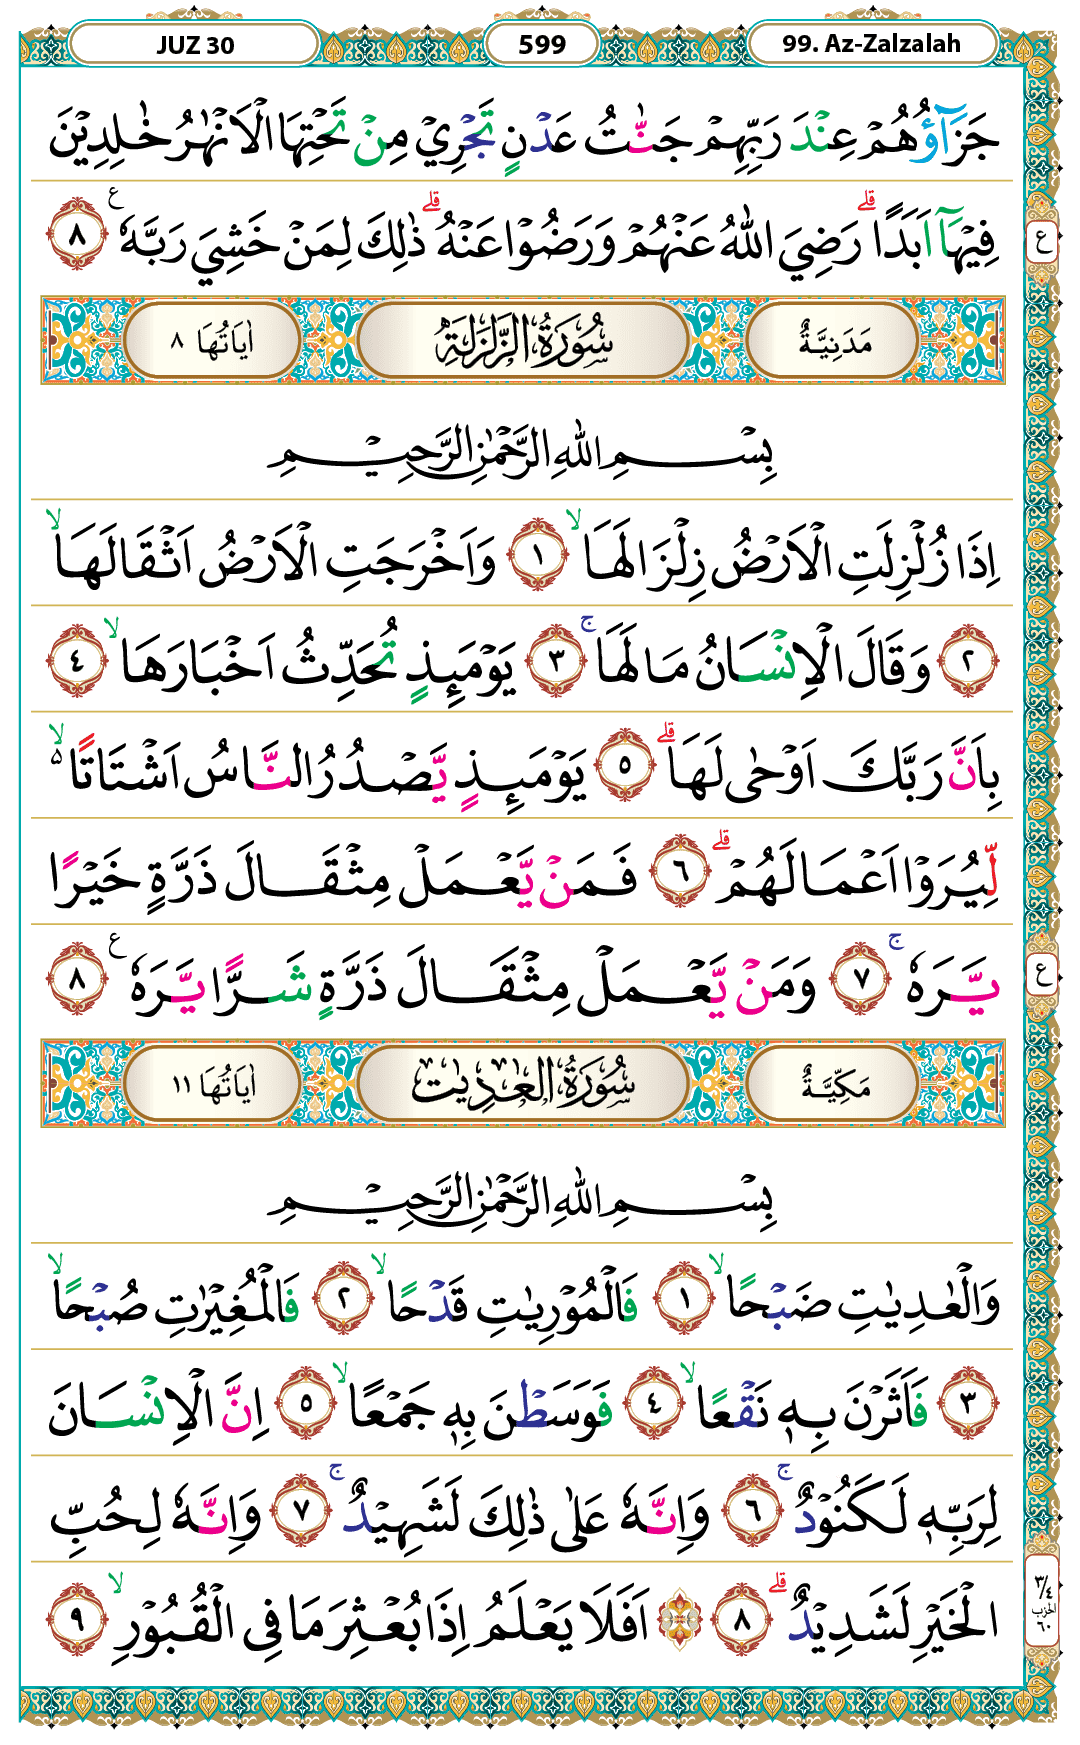 JUZ 30
599
99. Az-Zalzalah
جَزَاۤؤُهُمْ عِنْدَ رَبِّهِمْ جَنّٰتُ عَدْنٍ تَجْرِيْ مِنْ تَحْتِهَا الْاَنْهٰرُ خٰلِدِيْنَ
فِيْهَآ اَبَدًا ۗ رَضِيَ اللّٰهُ عَنْهُمْ وَرَضُوْا عَنْهُ ۗ ذٰلِكَ لِمَنْ خَشِيَ رَبَّهٗ ࣖ ٨
ع
مَدَنِيَّةٌ
سُوْرَةُ الزَّلْزَلَةِ
اٰيَاتُهَا ٨
بِسْمِ اللّٰهِ الرَّحْمٰنِ الرَّحِيْمِ
اِذَا زُلْزِلَتِ الْاَرْضُ زِلْزَالَهَا ۙ ١ وَاَخْرَجَتِ الْاَرْضُ اَثْقَالَهَا ۙ
٢ وَقَالَ الْاِنْسَانُ مَا لَهَا ۚ ٣ يَوْمَىِٕذٍ تُحَدِّثُ اَخْبَارَهَا ۙ ٤
بِاَنَّ رَبَّكَ اَوْحٰى لَهَا ۗ ٥ يَوْمَىِٕذٍ يَّصْدُرُ النَّاسُ اَشْتَاتًا ۙ ٥
لِّيُرَوْا اَعْمَالَهُمْ ۗ ٦ فَمَنْ يَّعْمَلْ مِثْقَالَ ذَرَّةٍ خَيْرًا
يَّرَهٗ ۚ ٧ وَمَنْ يَّعْمَلْ مِثْقَالَ ذَرَّةٍ شَرًّا يَّرَهٗ ࣖ ٨
ع
مَكِّيَّةٌ
سُوْرَةُ الْعٰدِيٰتِ
اٰيَاتُهَا ١١
بِسْمِ اللّٰهِ الرَّحْمٰنِ الرَّحِيْمِ
وَالْعٰدِيٰتِ ضَبْحًا ۙ ١ فَالْمُوْرِيٰتِ قَدْحًا ۙ ٢ فَالْمُغِيْرٰتِ صُبْحًا ۙ
٣ فَاَثَرْنَ بِهٖ نَقْعًا ۙ ٤ فَوَسَطْنَ بِهٖ جَمْعًا ۙ ٥ اِنَّ الْاِنْسَانَ
لِرَبِّهٖ لَكَنُوْدٌ ۚ ٦ وَاِنَّهٗ عَلٰى ذٰلِكَ لَشَهِيْدٌ ۚ ٧ وَاِنَّهٗ لِحُبِّ
الْخَيْرِ لَشَدِيْدٌ ۗ ٨ ۞ اَفَلَا يَعْلَمُ اِذَا بُعْثِرَ مَا فِى الْقُبُوْرِ ۙ ٩
٣/٤
الحزب
٦٠